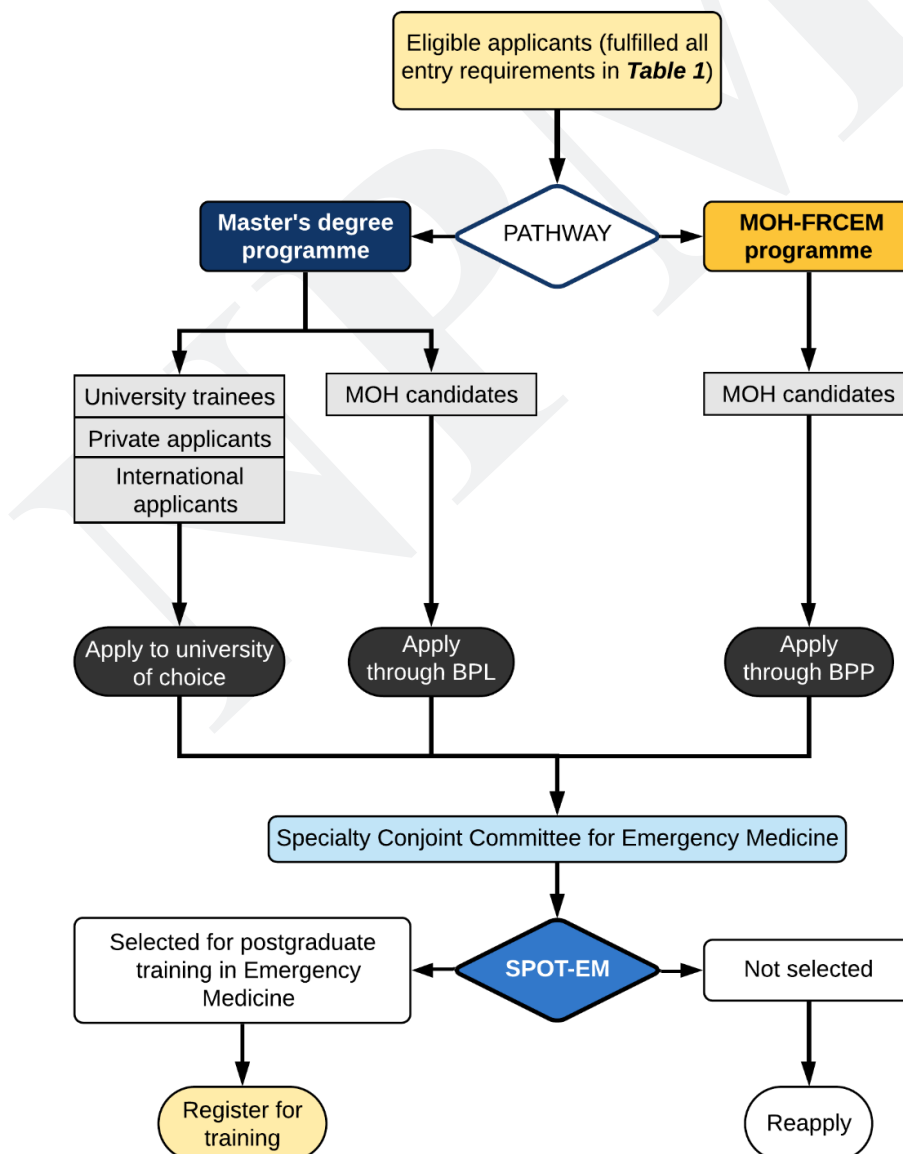 Eligible applicants (fulfilled all
entry requirements in Table 1)
PATHWAY
Master's degree
programme
MOH-FRCEM
programme
University trainees
Private applicants
International
applicants
MOH candidates
MOH candidates
Apply to university
of choice
Apply
through BPL
Apply
through BPP
Specialty Conjoint Committee for Emergency Medicine
SPOT-EM
Selected for postgraduate
training in Emergency
Medicine
Not selected
Register for
training
Reapply